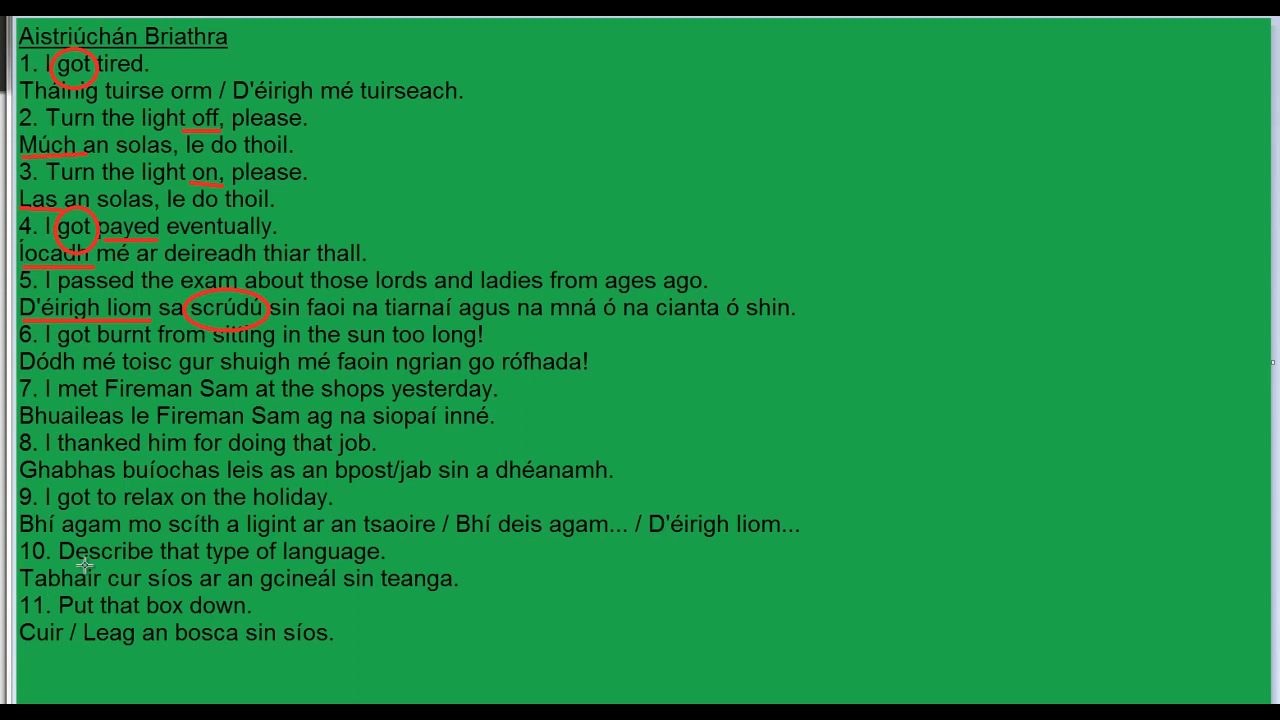 Aistriúchán Briathra
1. I got tired.
Tháinig tuirse orm / D'éirigh mé tuirseach.
2. Turn the light off, please.
Múch an solas, le do thoil.
3. Turn the light on, please.
Las an solas, le do thoil.
4. I got payed eventually.
Íocadh mé ar deireadh thiar thall.
5. I passed the exam about those lords and ladies from ages ago.
D'éirigh liom sa scrúdú sin faoi na tiarnaí agus na mná ó na cianta ó shin.
6. I got burnt from sitting in the sun too long!
Dódh mé toisc gur shuigh mé faoin ngrian go rófhada!
7. I met Fireman Sam at the shops yesterday.
Bhuaileas le Fireman Sam ag na siopaí inné.
8. I thanked him for doing that job.
Ghabhas buíochas leis as an bpost/jab sin a dhéanamh.
9. I got to relax on the holiday.
Bhí agam mo scíth a ligint ar an tsaoire / Bhí deis agam... / D'éirigh liom...
10. Describe that type of language.
Tabhair cur síos ar an gcineál sin teanga.
11. Put that box down.
Cuir / Leag an bosca sin síos.